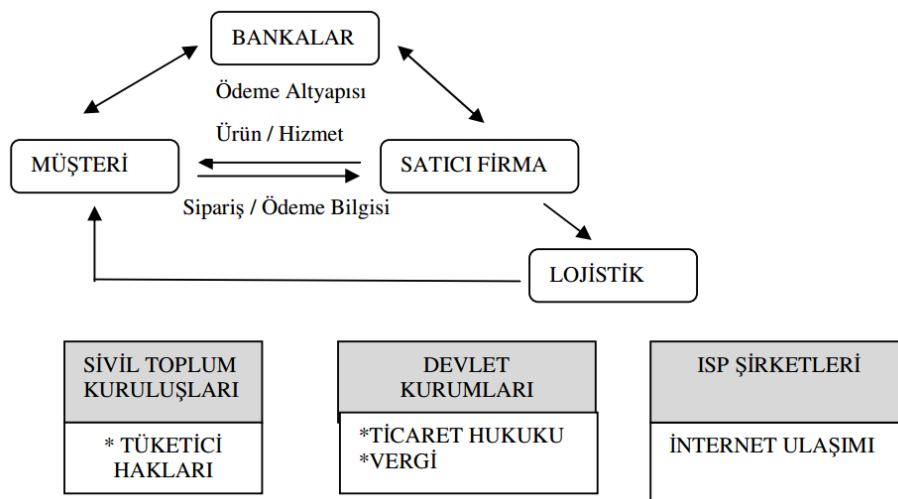 BANKALAR
Ödeme Altyapısı
Ürün / Hizmet
MÜŞTERİ
SATICI FİRMA
Sipariş / Ödeme Bilgisi
LOJİSTİK
SİVİL TOPLUM
KURULUŞLARI
* TÜKETİCİ
HAKLARI
DEVLET
KURUMLARI
*TİCARET HUKUKU
*VERGİ
ISP ŞİRKETLERİ
İNTERNET ULAŞIMI